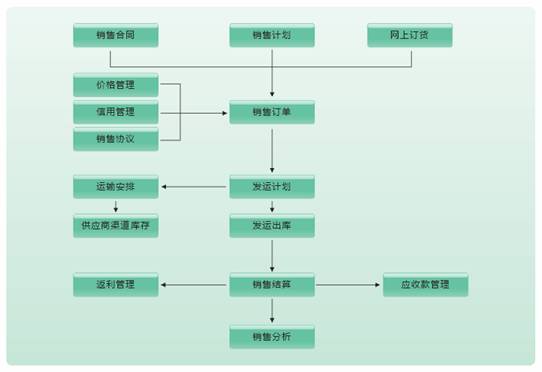 销售合同
销售计划
网上订货
价格管理
信用管理
销售订单
销售协议
运输安排
发运计划
供应商渠道库存
发运出库
返利管理
销售结算
应收款管理
销售分析